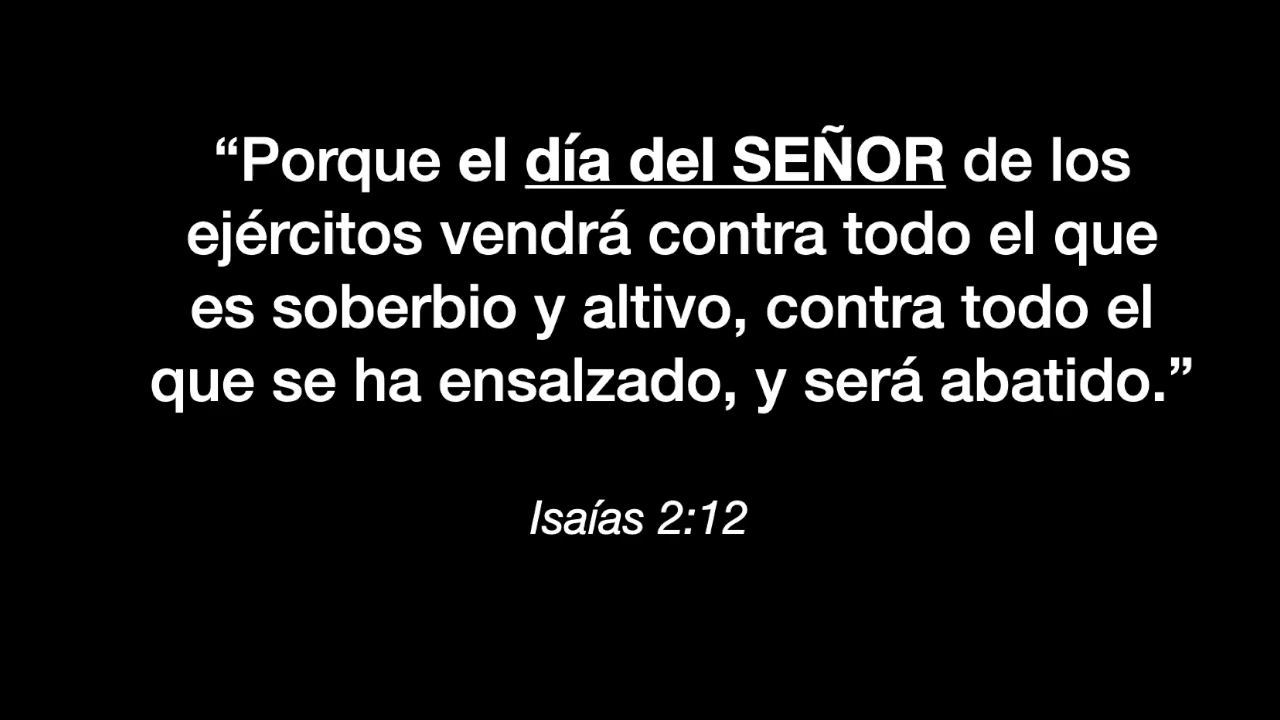 “Porque el día del SEÑOR de los
ejércitos vendrá contra todo el que
es soberbio y altivo, contra todo el
que se ha ensalzado, y será abatido.”
Isaías 2:12